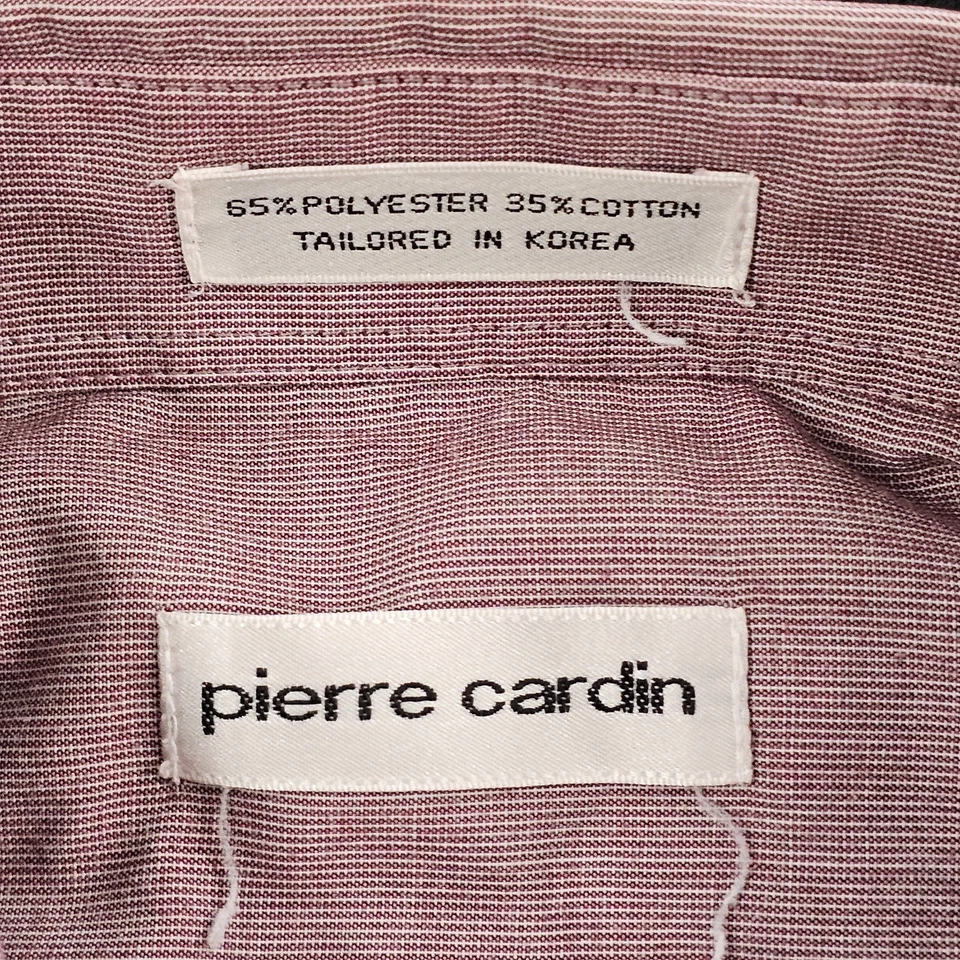 65% POLYESTER 35% COTTON
TAILORED IN KOREA
pierre cardin